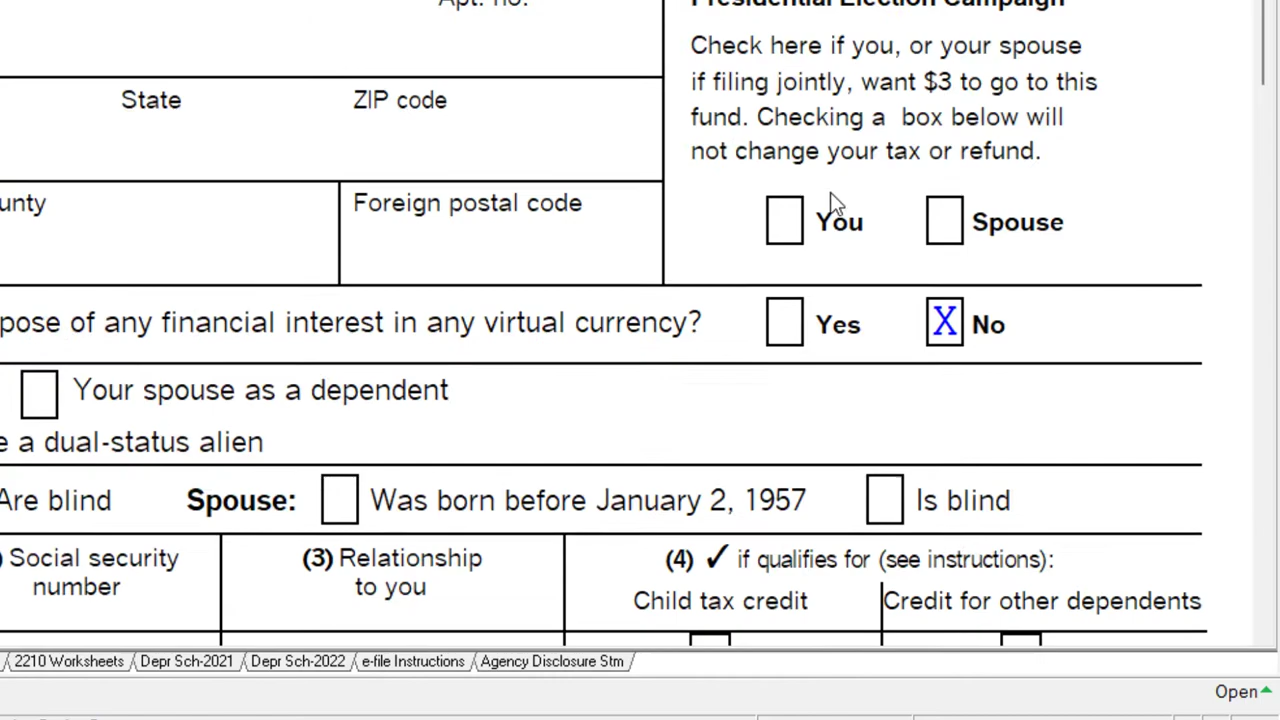 Apt. no.
Presidential Election Campaign
Check here if you, or your spouse
if filing jointly, want $3 to go to this
fund. Checking a box below will
not change your tax or refund.
State ZIP code
unty Foreign postal code
You Spouse
pose of any financial interest in any virtual currency? Yes X No
Your spouse as a dependent
e a dual-status alien
Are blind Spouse: Was born before January 2, 1957 Is blind
) Social security number
(3) Relationship to you
(4) ✓ if qualifies for (see instructions):
Child tax credit Credit for other dependents
2210 Worksheets Depr Sch-2021 Depr Sch-2022 e-file Instructions Agency Disclosure Stm
Open